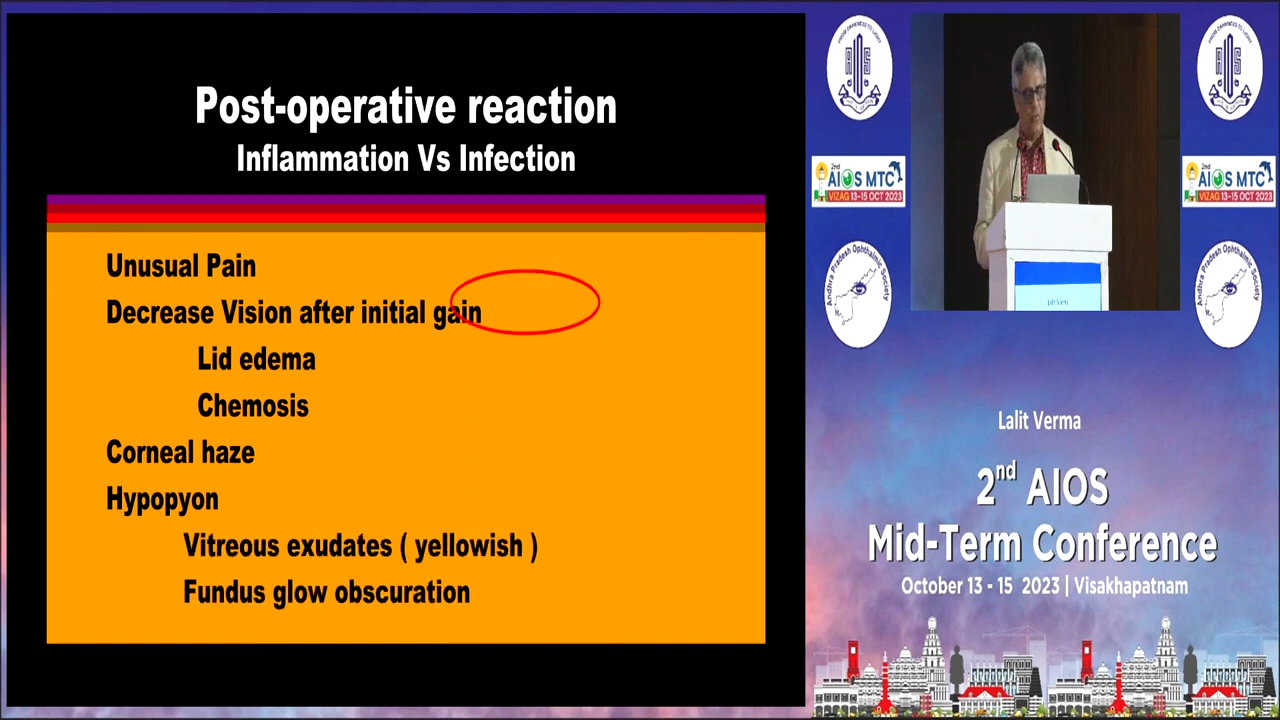 Post-operative reaction
Inflammation Vs Infection
Unusual Pain
Decrease Vision after initial gain
Lid edema
Chemosis
Corneal haze
Hypopyon
Vitreous exudates ( yellowish )
Fundus glow obscuration
2nd
AIOS MTC
VIZAG 13-15 OCT 2023
Andhra Pradesh Ophthalmic Society
Lalit Verma
2nd
AIOS MTC
VIZAG 13-15 OCT 2023
Andhra Pradesh Ophthalmic Society
Lalit Verma
2nd AIOS
Mid-Term Conference
October 13 - 15 2023 | Visakhapatnam